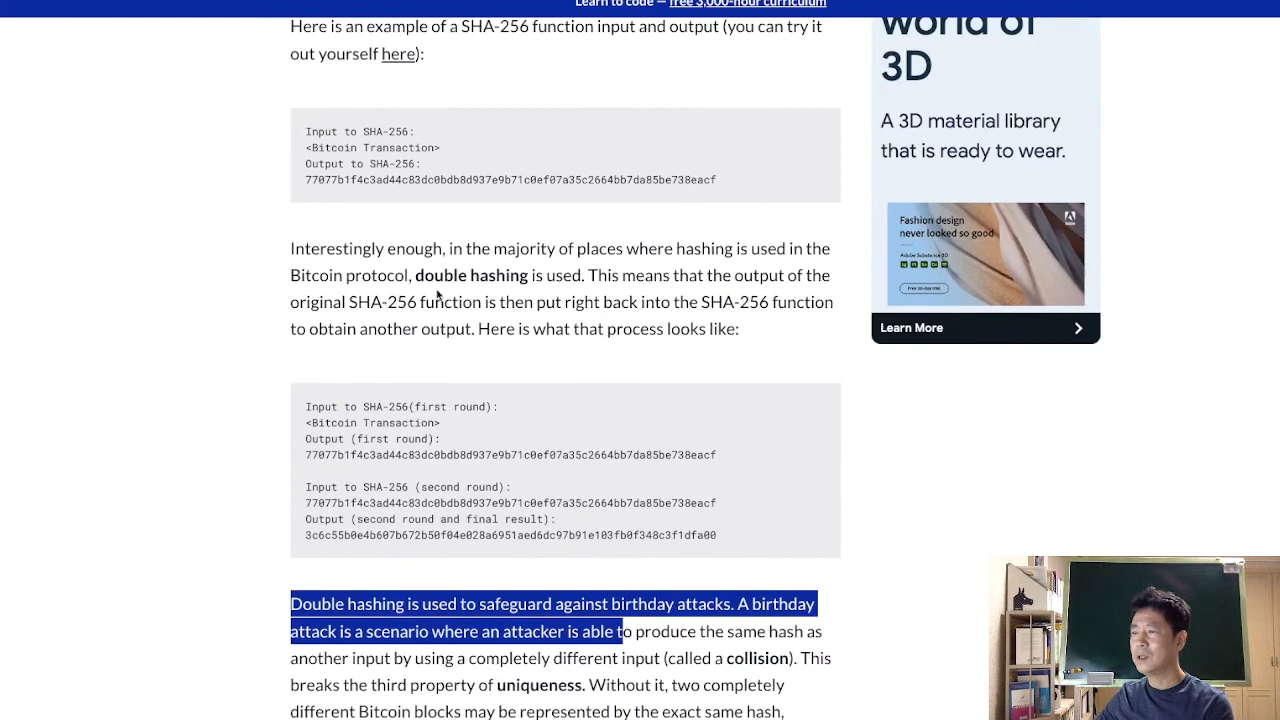 Learn to code — free 3,000-hour curriculum
Here is an example of a SHA-256 function input and output (you can try it
out yourself here):
Input to SHA-256:
<Bitcoin Transaction>
Output to SHA-256:
77077b1f4c3ad44c83dc0bdb8d937e9b71c0ef07a35c2664bb7da85be738eacf
Interestingly enough, in the majority of places where hashing is used in the
Bitcoin protocol, double hashing is used. This means that the output of the
original SHA-256 function is then put right back into the SHA-256 function
to obtain another output. Here is what that process looks like:
Input to SHA-256(first round):
<Bitcoin Transaction>
Output (first round):
77077b1f4c3ad44c83dc0bdb8d937e9b71c0ef07a35c2664bb7da85be738eacf
Input to SHA-256 (second round):
77077b1f4c3ad44c83dc0bdb8d937e9b71c0ef07a35c2664bb7da85be738eacf
Output (second round and final result):
3c6c55b0e4b607b672b50f04e028a6951aed6dc97b91e103fb0f348c3f1dfa00
Double hashing is used to safeguard against birthday attacks. A birthday
attack is a scenario where an attacker is able to produce the same hash as
another input by using a completely different input (called a collision). This
breaks the third property of uniqueness. Without it, two completely
different Bitcoin blocks may be represented by the exact same hash,
world of
3D
A 3D material library
that is ready to wear.
Fashion design
never looked so good
Adobe Substance 3D
Free 30-day trial
Learn More